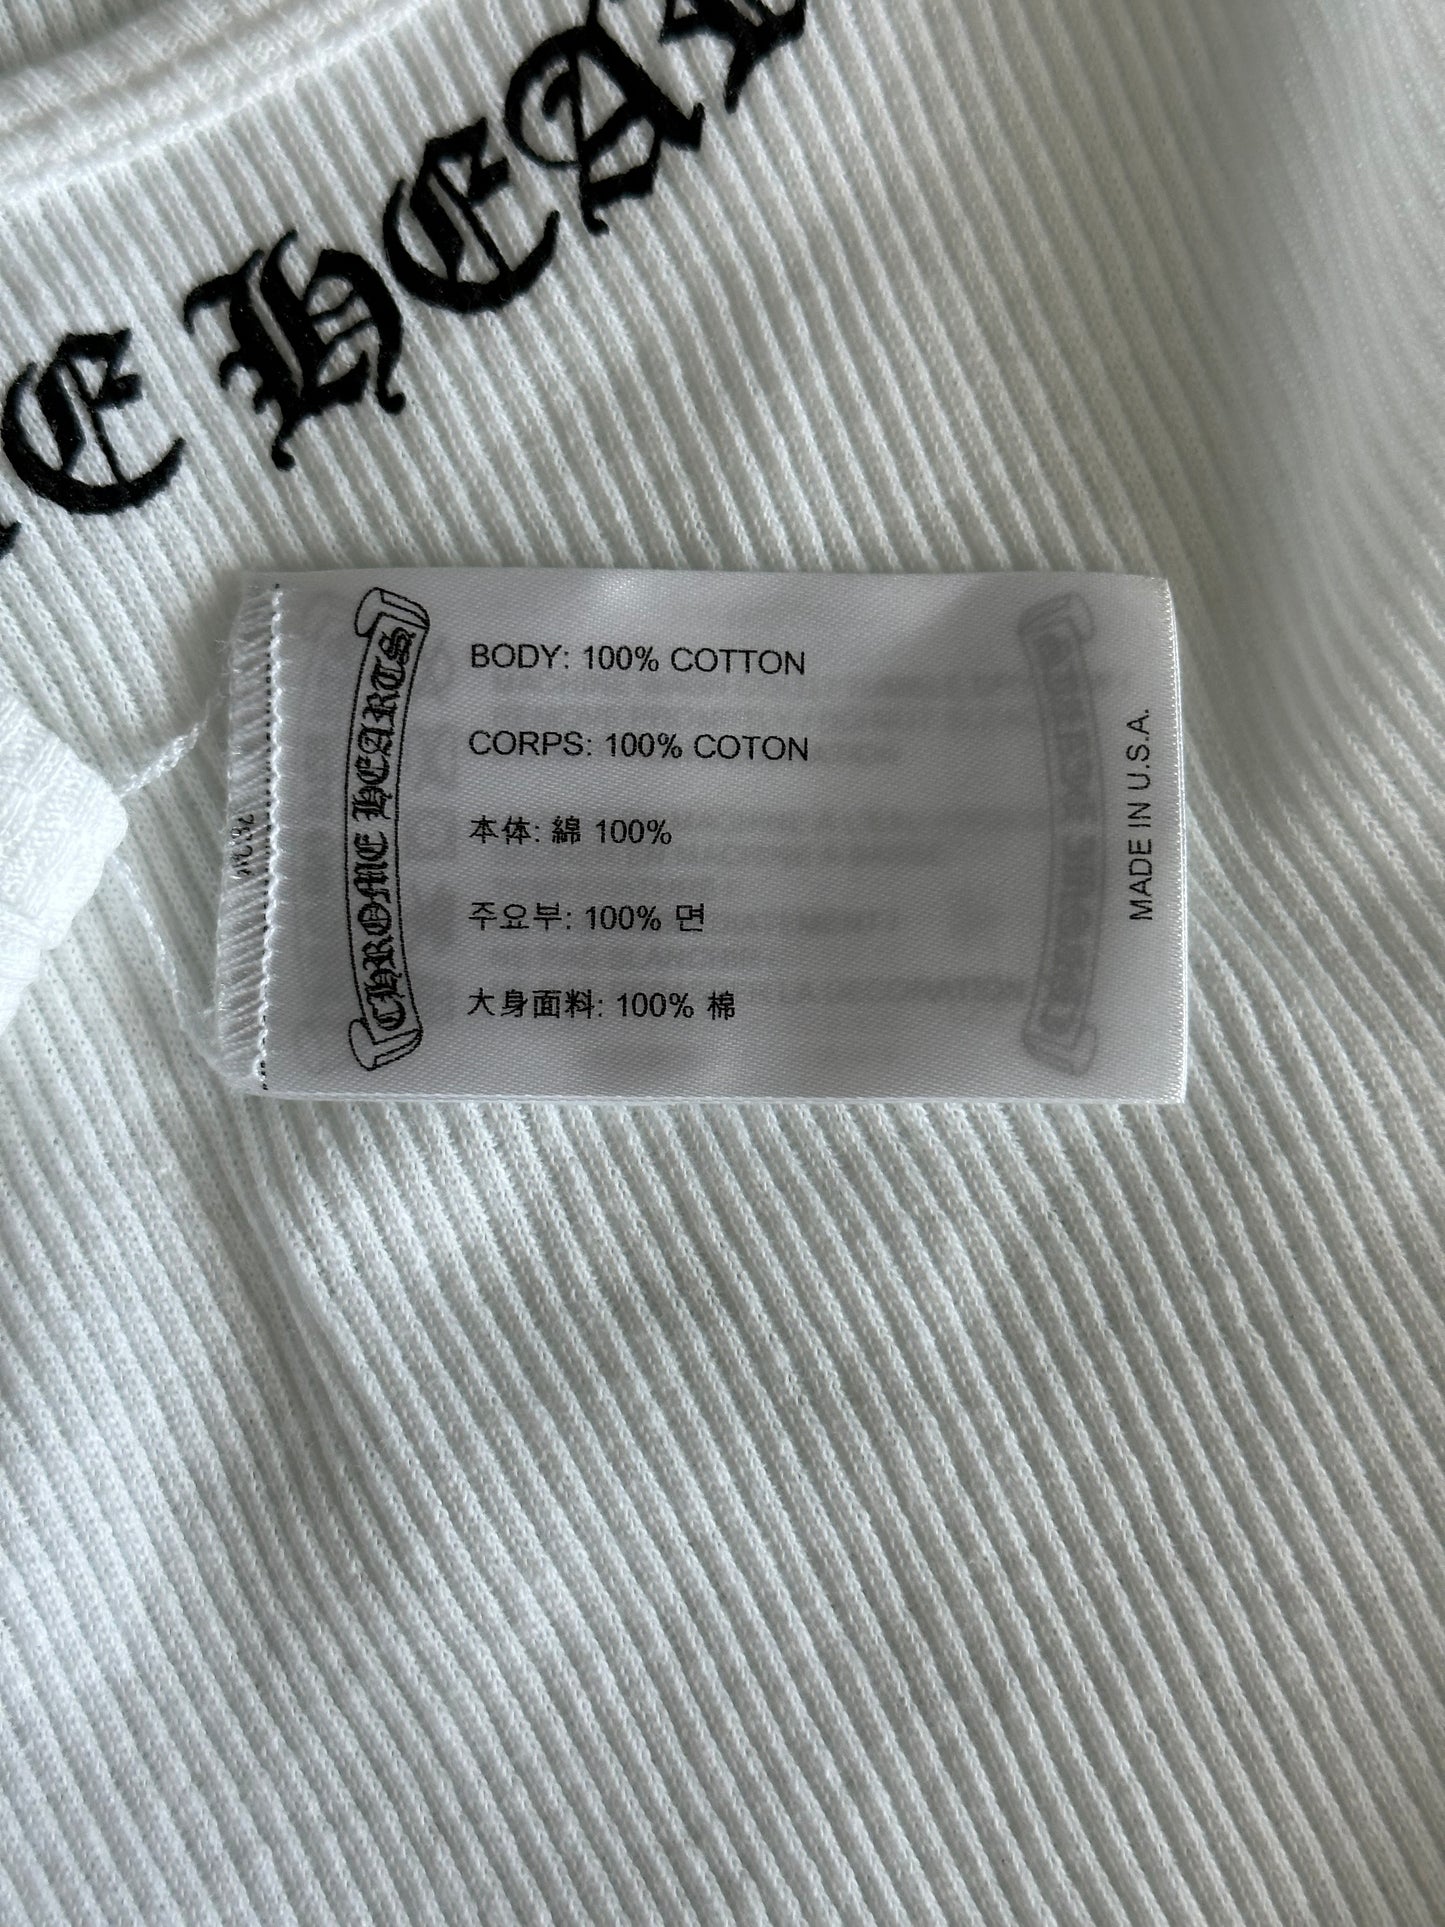 E HEA
CHROME HEARTS
BODY: 100% COTTON
CORPS: 100% COTON
本体: 綿 100%
주요부: 100% 면
大身面料: 100% 棉
MADE IN U.S.A.